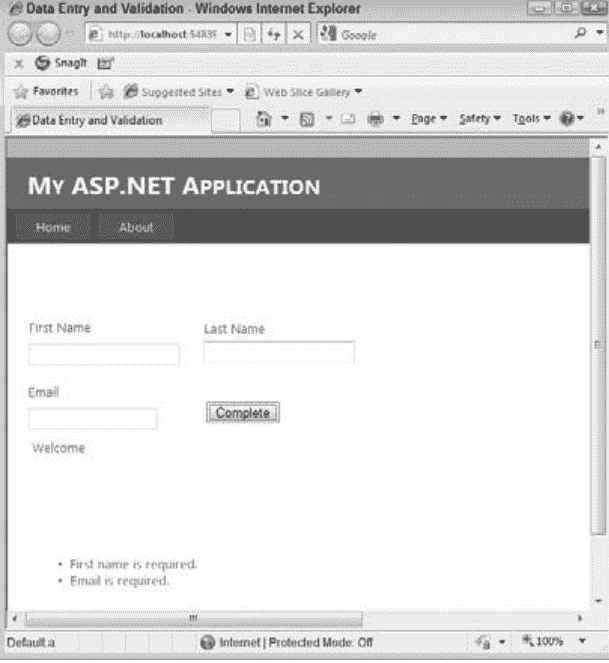 Data Entry and Validation - Windows Internet Explorer
http://localhost:5483
Google
x SnagIt
Favorites Suggested Sites Web Slice Gallery
Data Entry and Validation Page Safety Tools
MY ASP.NET APPLICATION
Home About
First Name Last Name
Email
Complete
Welcome
• First name is required.
• Email is required.
Default.a Internet | Protected Mode: Off 100%